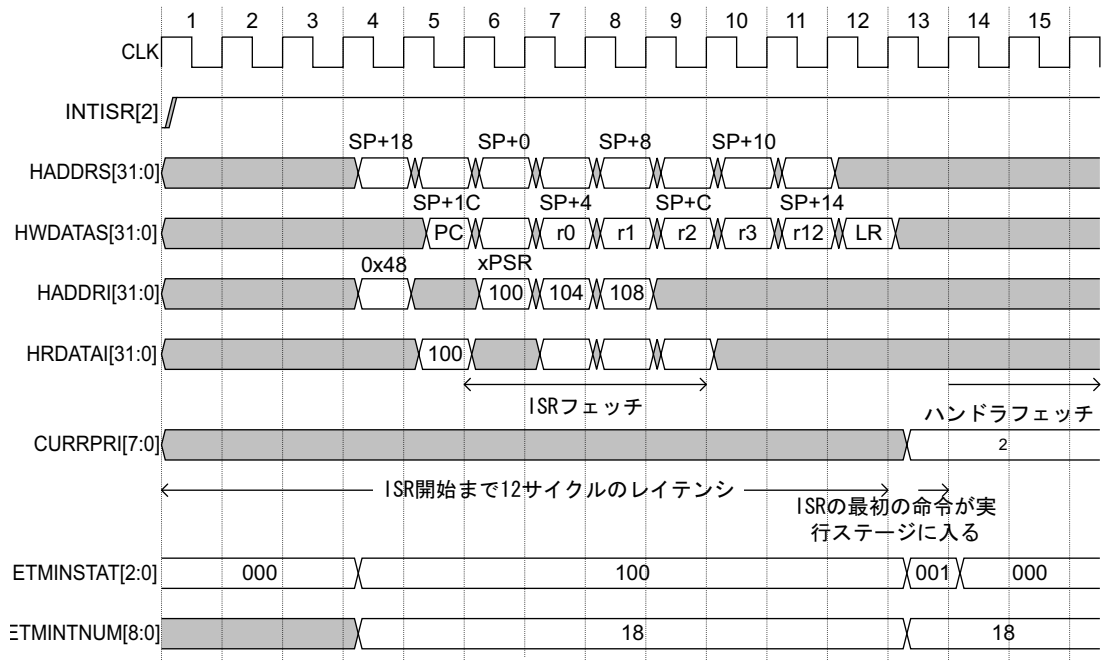 1 2 3 4 5 6 7 8 9 10 11 12 13 14 15
CLK
INTISR[2]
SP+18 SP+0 SP+8 SP+10
HADDRS[31:0]
SP+1C SP+4 SP+C SP+14
HWDATAS[31:0] PC r0 r1 r2 r3 r12 LR
0x48 xPSR
HADDRI[31:0] 100 104 108
HRDATAI[31:0] 100
ISRフェッチ ハンドラフェッチ
CURRPRI[7:0] 2
ISR開始まで12サイクルのレイテンシ
ISRの最初の命令が実
行ステージに入る
ETMINSTAT[2:0] 000 100 001 000
ETMINTNUM[8:0] 18 18